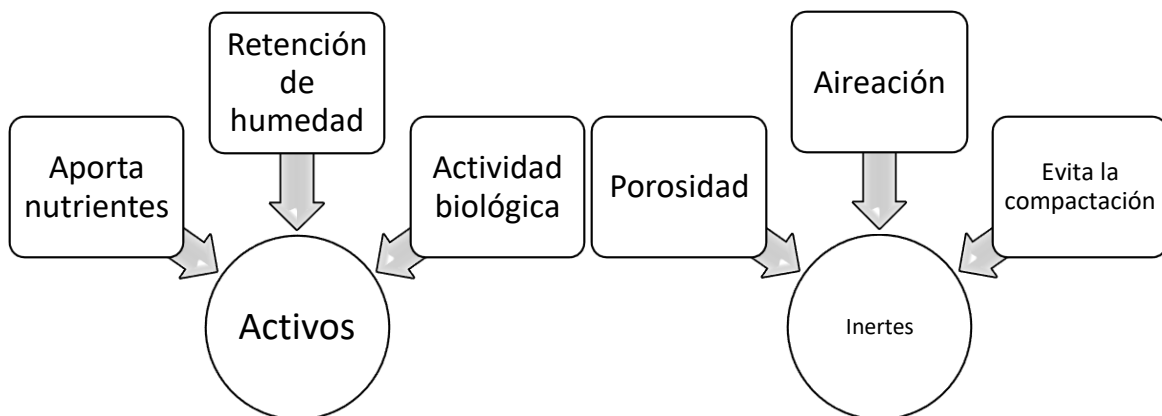 Aporta
nutrientes
Retención
de
humedad
Actividad
biológica
Activos
Porosidad
Aireación
Evita la
compactación
Inertes